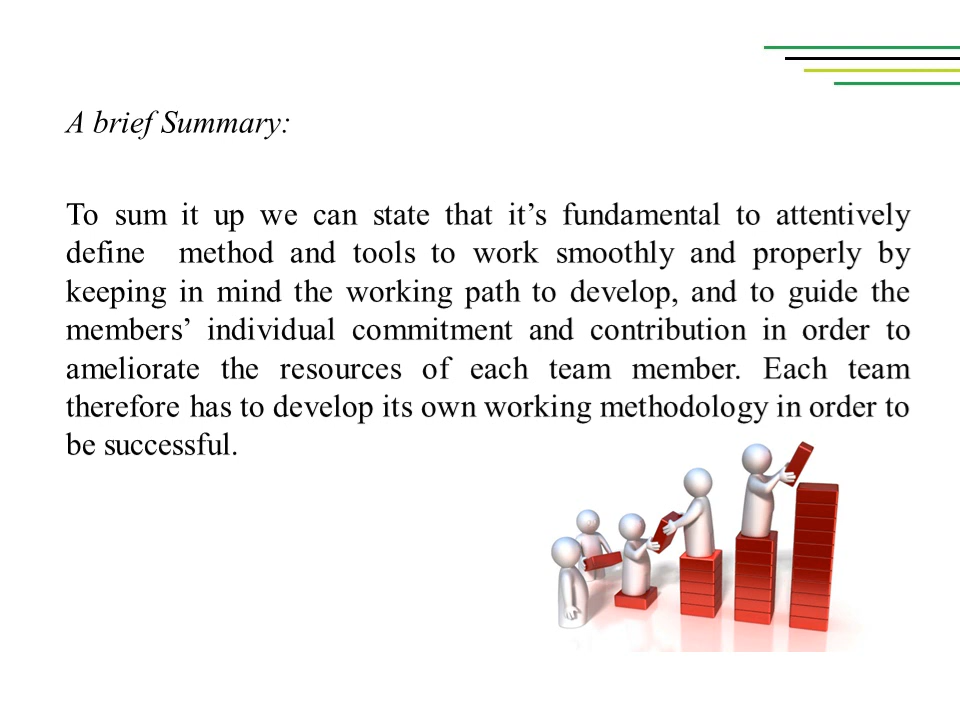 A brief Summary:
To sum it up we can state that it’s fundamental to attentively
define  method and tools to work smoothly and properly by
keeping in mind the working path to develop, and to guide the
members’ individual commitment and contribution in order to
ameliorate the resources of each team member. Each team
therefore has to develop its own working methodology in order to
be successful.